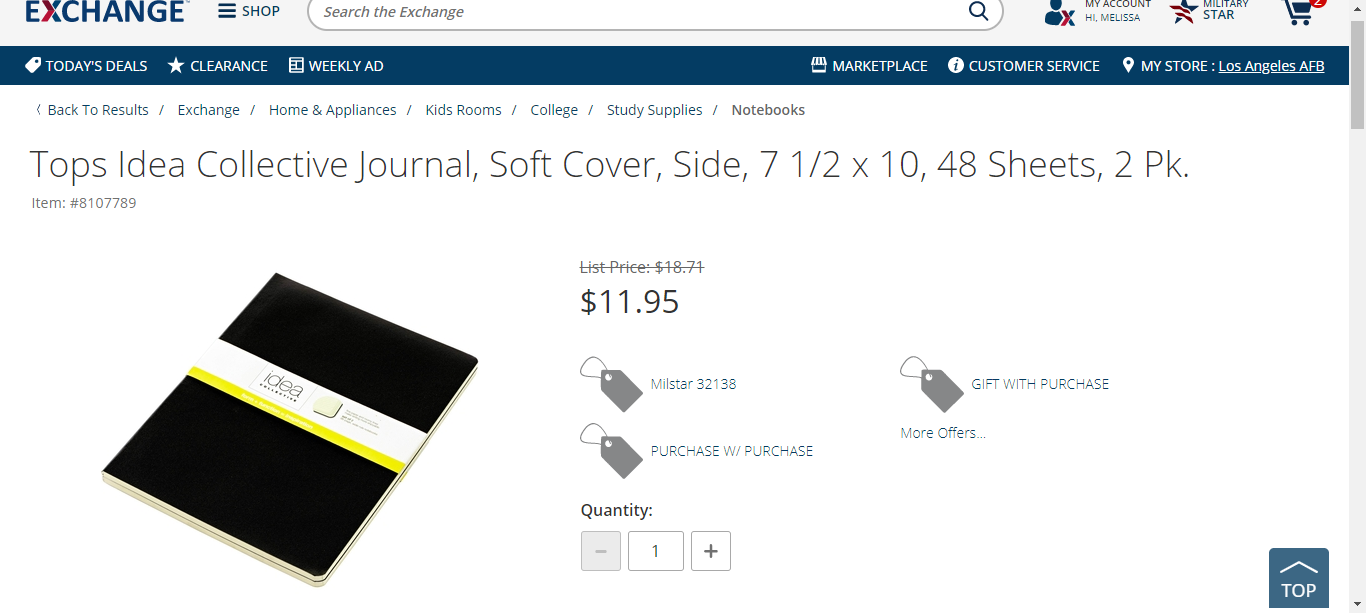 EXCHANGE
SHOP
Search the Exchange
MY ACCOUNT
HI, MELISSA
MILITARY
STAR
2
TODAY'S DEALS
CLEARANCE
WEEKLY AD
MARKETPLACE
CUSTOMER SERVICE
MY STORE : Los Angeles AFB
Back To Results / Exchange / Home & Appliances / Kids Rooms / College / Study Supplies / Notebooks
Tops Idea Collective Journal, Soft Cover, Side, 7 1/2 x 10, 48 Sheets, 2 Pk.
Item: #8107789
List Price: $18.71
$11.95
Milstar 32138
GIFT WITH PURCHASE
More Offers...
PURCHASE W/ PURCHASE
idea
COLLECTIVE
Quantity:
− 1 +
TOP